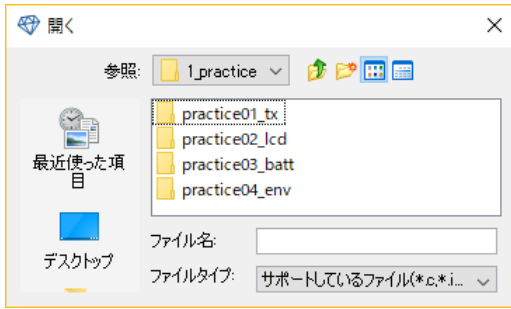 開く
参照:
1_practice
practice01_tx
practice02_lcd
practice03_batt
practice04_env
最近使った項
目
デスクトップ
ファイル名:
ファイルタイプ:
サポートしているファイル(*.c,*.i...